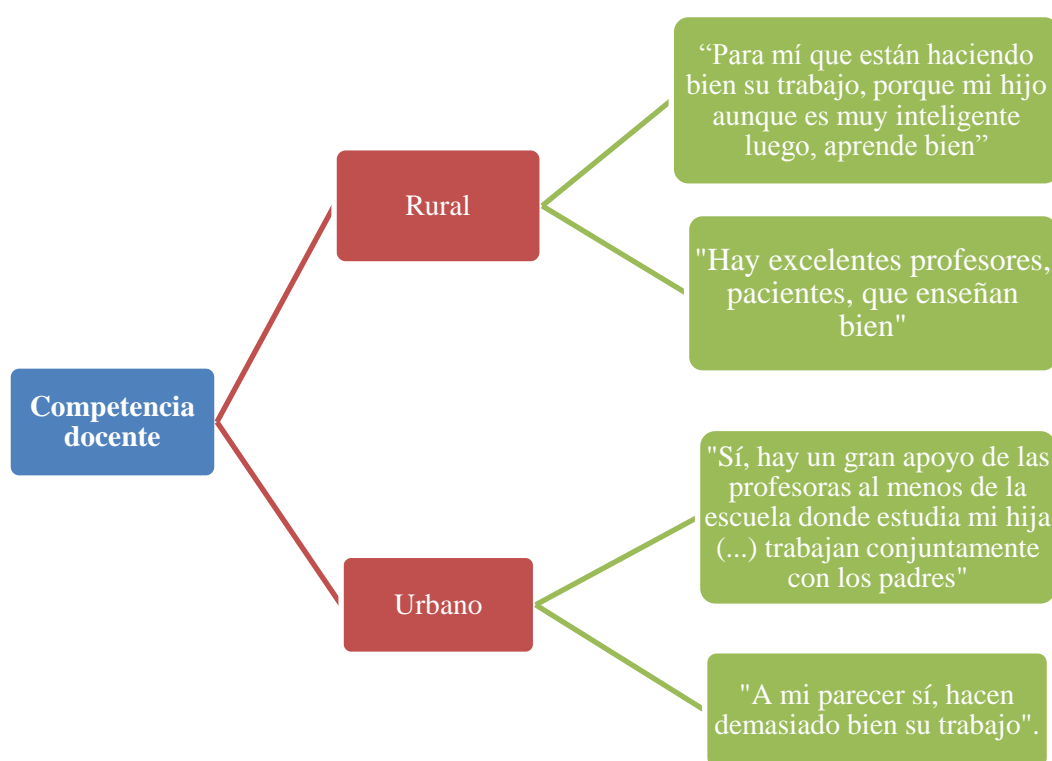 “Para mí que están haciendo
bien su trabajo, porque mi hijo
aunque es muy inteligente
luego, aprende bien”
Rural
"Hay excelentes profesores,
pacientes, que enseñan
bien"
Competencia
docente
"Sí, hay un gran apoyo de las
profesoras al menos de la
escuela donde estudia mi hija
(...) trabajan conjuntamente
con los padres"
Urbano
"A mi parecer sí, hacen
demasiado bien su trabajo".